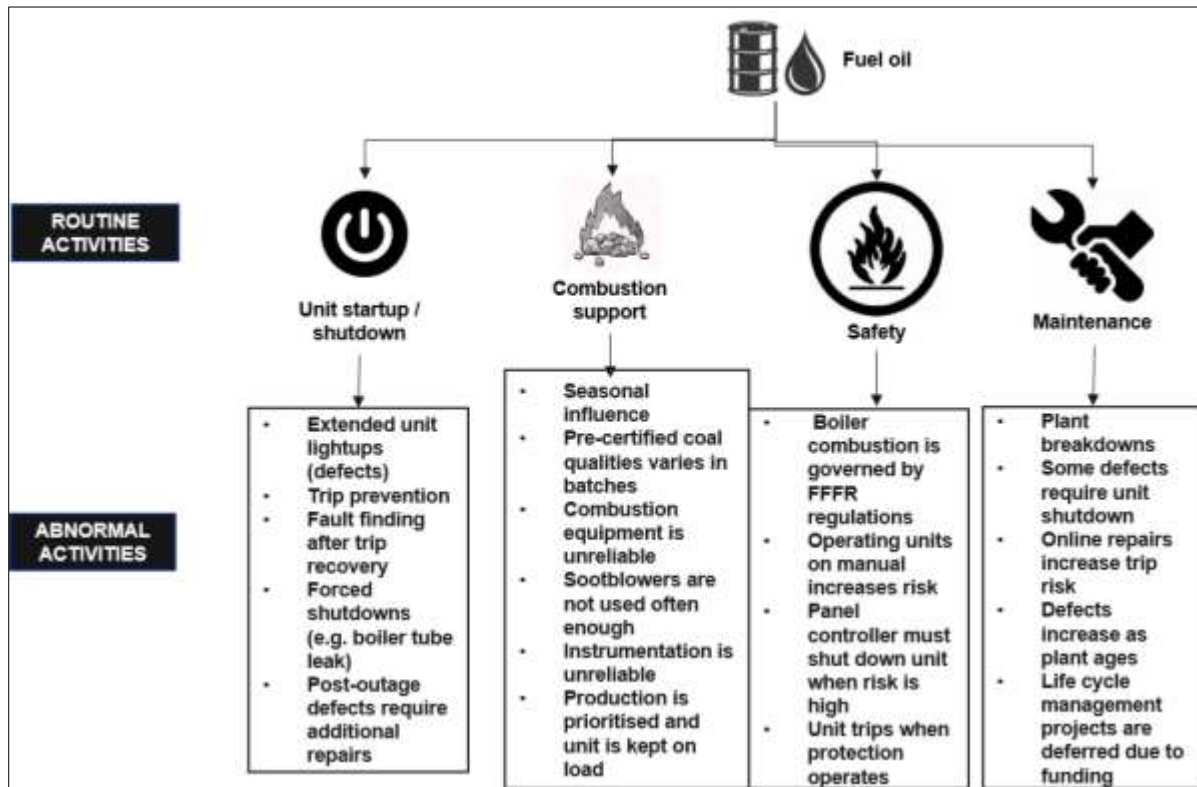 Fuel oil
ROUTINE
ACTIVITIES
Unit startup /
shutdown
Combustion
support
Safety
Maintenance
ABNORMAL
ACTIVITIES
• Extended unit
lightups
(defects)
• Trip prevention
• Fault finding
after trip
recovery
• Forced
shutdowns
(e.g. boiler tube
leak)
• Post-outage
defects require
additional
repairs
• Seasonal
influence
• Pre-certified coal
qualities varies in
batches
• Combustion
equipment is
unreliable
• Sootblowers are
not used often
enough
• Instrumentation is
unreliable
• Production is
prioritised and
unit is kept on
load
• Boiler
combustion is
governed by
FFFR
regulations
• Operating units
on manual
increases risk
• Panel
controller must
shut down unit
when risk is
high
• Unit trips when
protection
operates
• Plant
breakdowns
• Some defects
require unit
shutdown
• Online repairs
increase trip
risk
• Defects
increase as
plant ages
• Life cycle
management
projects are
deferred due to
funding